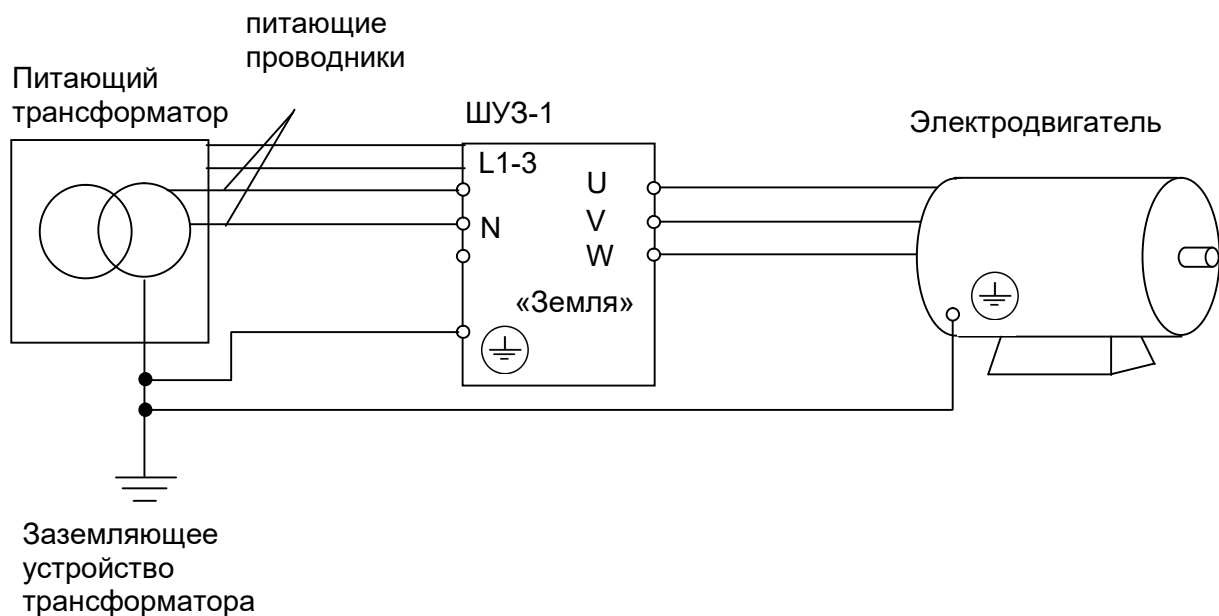 питающие
проводники
Питающий
трансформатор
ШУЗ-1
Электродвигатель
L1-3
U
N
V
W
«Земля»
Заземляющее
устройство
трансформатора